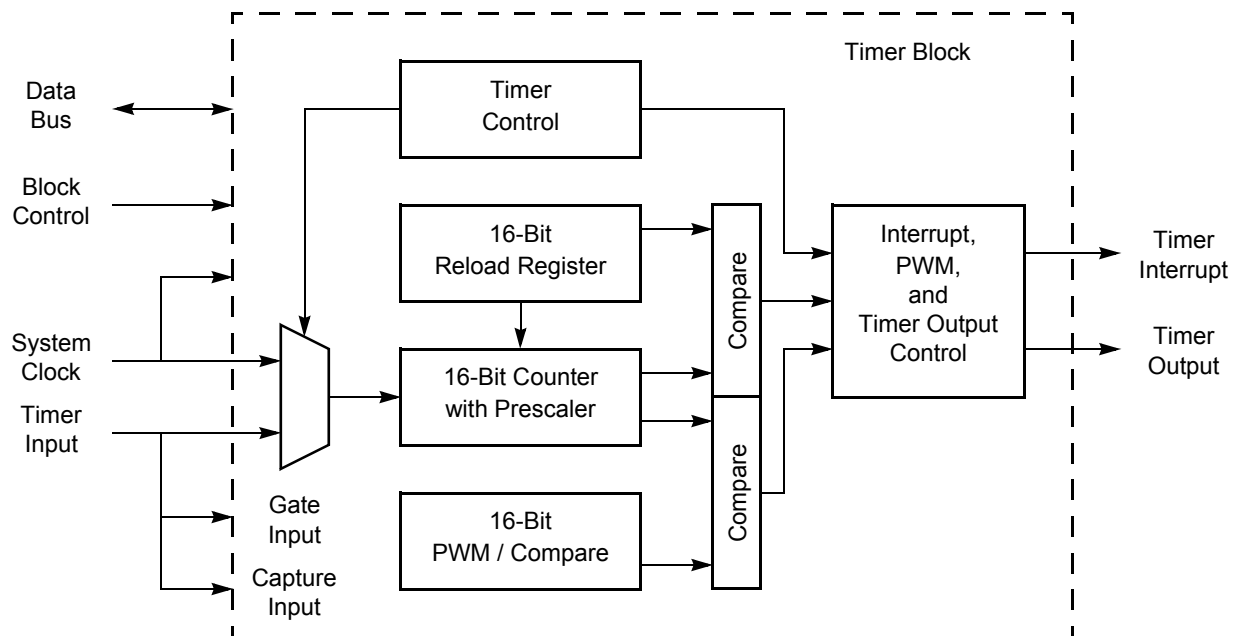 Timer Block
Data
Bus
Timer
Control
Block
Control
16-Bit
Reload Register
Compare
Interrupt,
PWM,
and
Timer Output
Control
Timer
Interrupt
System
Clock
16-Bit Counter
with Prescaler
Timer
Output
Timer
Input
Gate
Input
16-Bit
PWM / Compare
Compare
Capture
Input